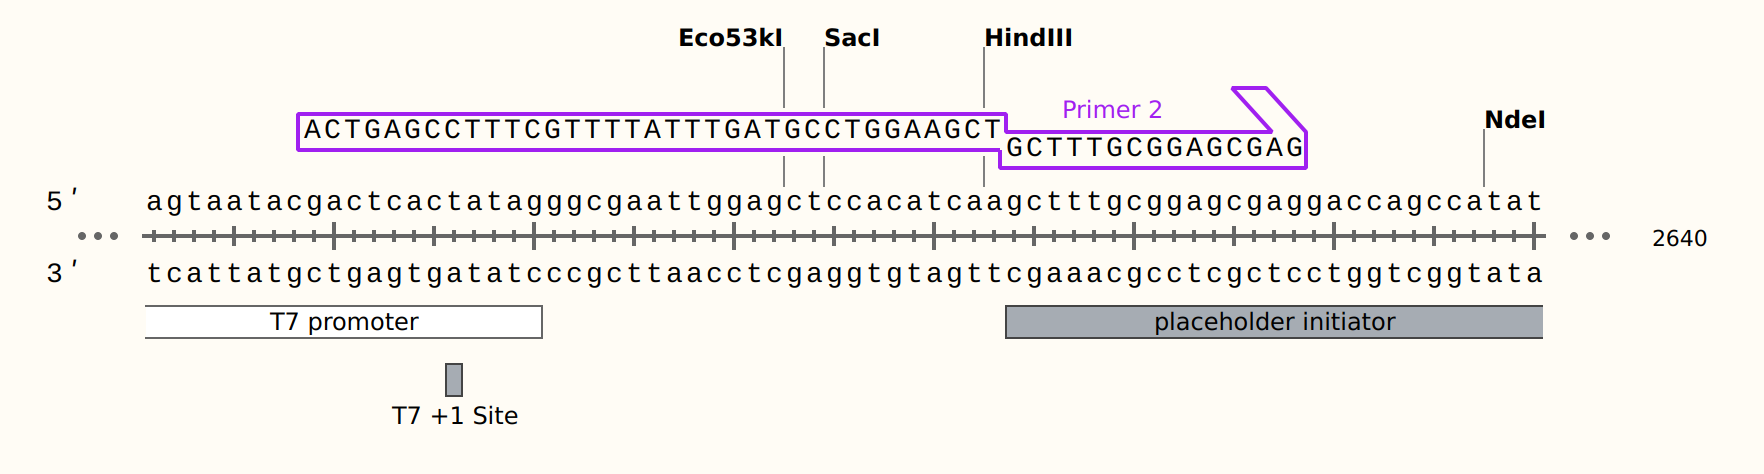 Eco53kI SacI HindIII
Primer 2
NdeI
ACTGAGCCTTTCGTTTTATTTGATGCCTGGAAGCT
GCTTTGCGGAGCGAG
5 ′ agtaatacgactcactatagggcgaattggagctccacatcaagctttgcggagcgaggaccagccatat
2640
3 ′ tcattatgctgagtgatatcccgcttaacctcgaggtgtagttcgaaacgcctcgctcctggtcggtata
T7 promoter placeholder initiator
T7 +1 Site